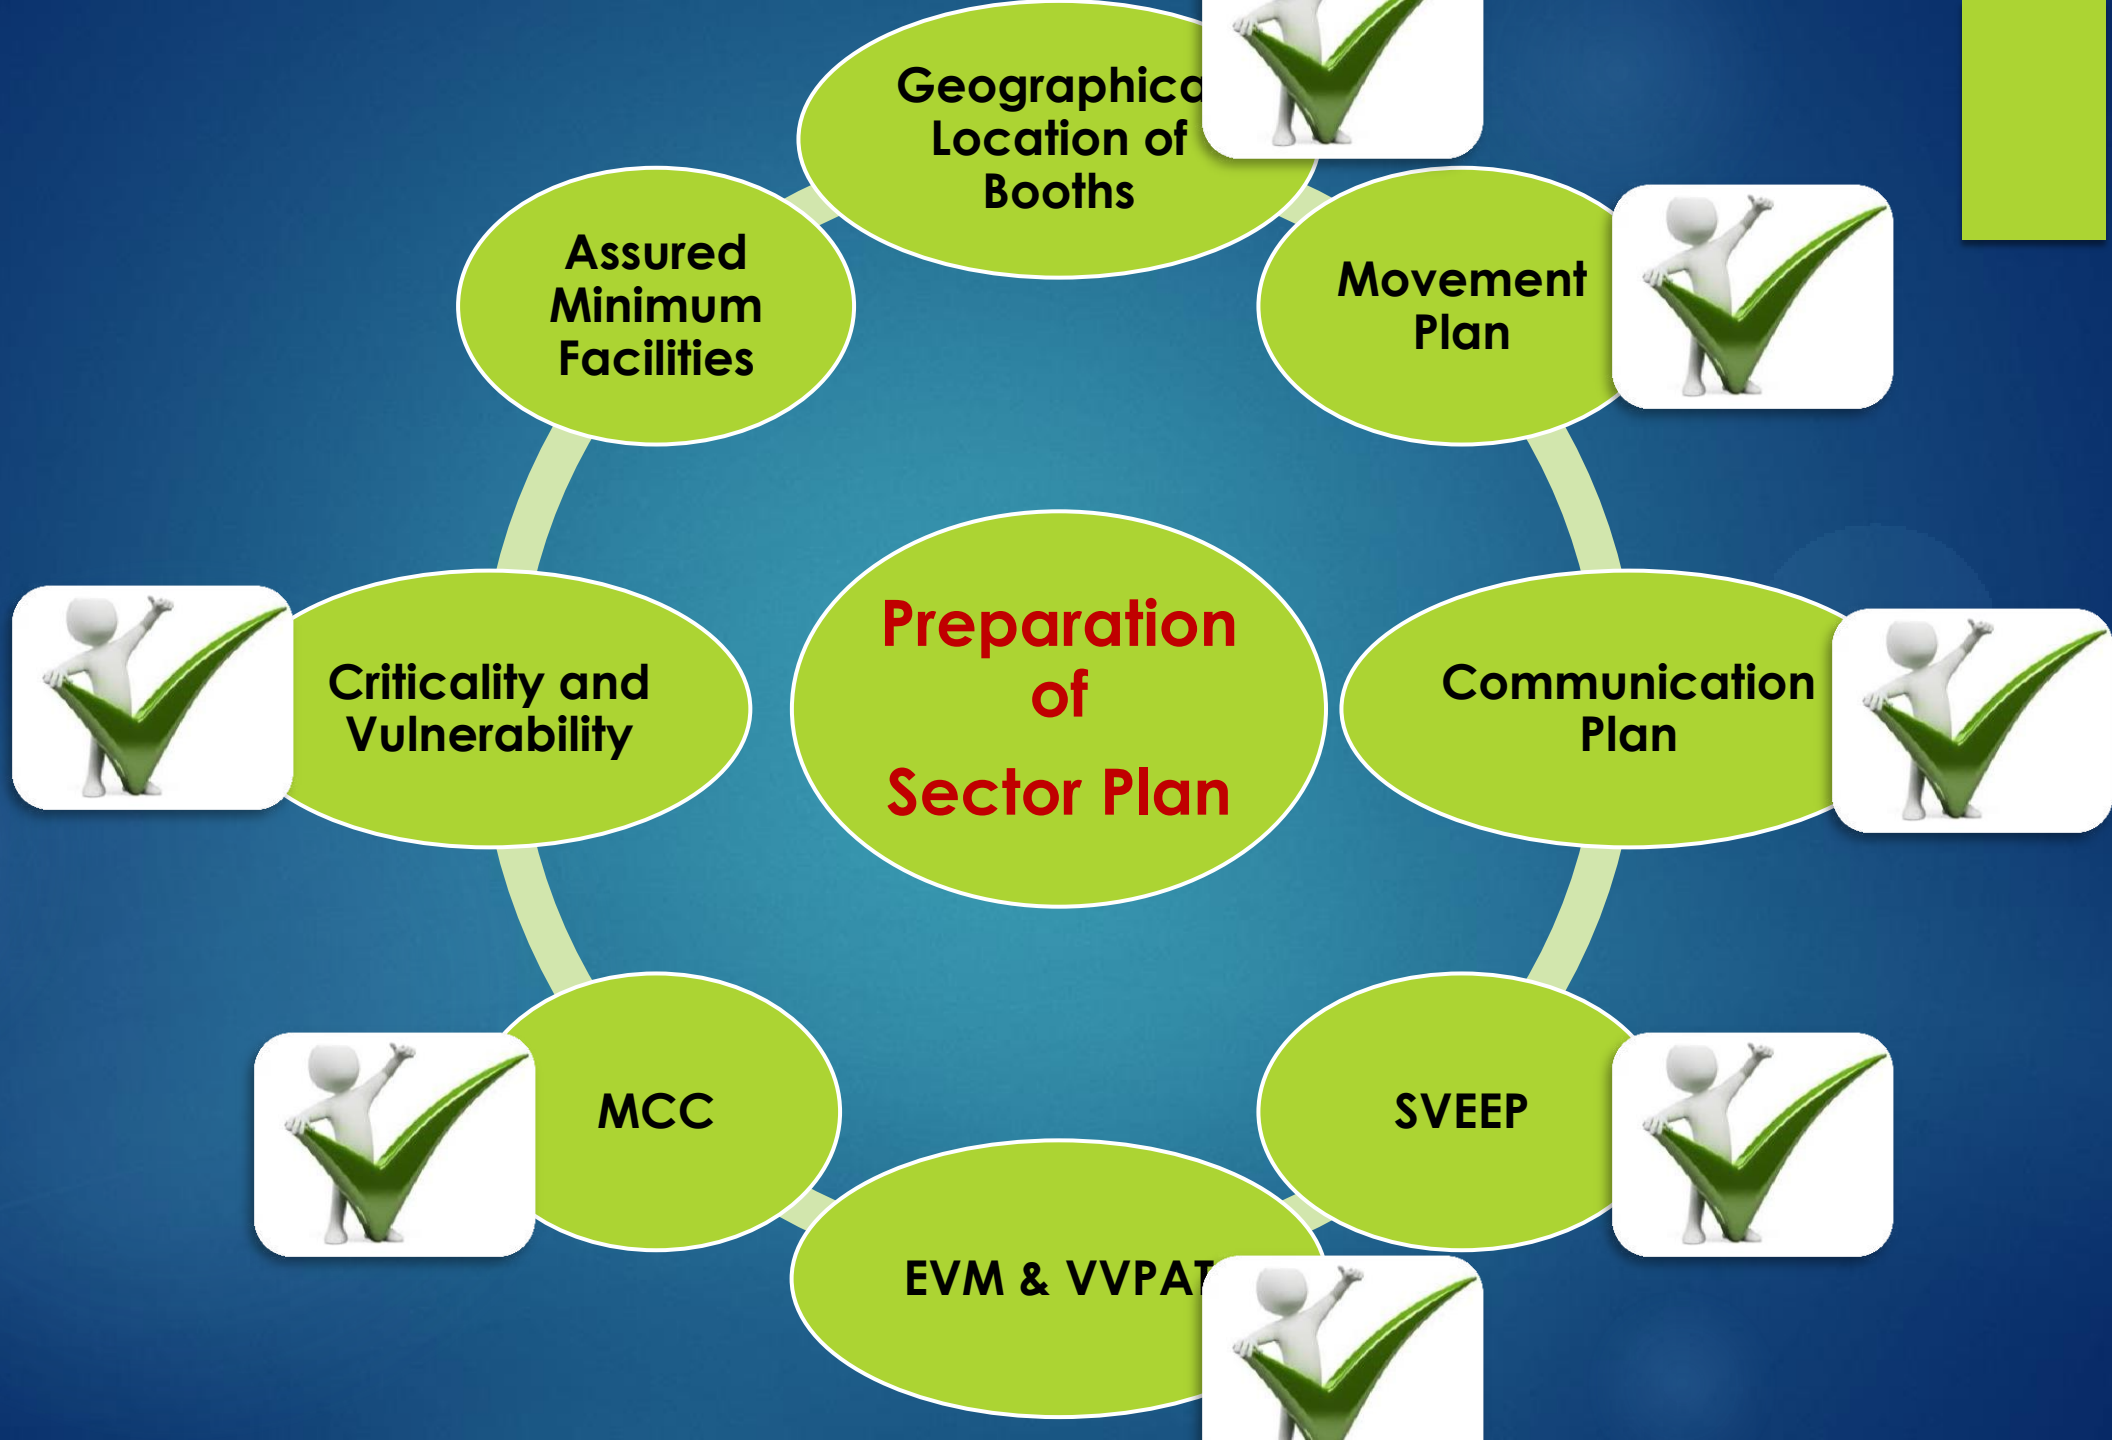 Geographica
Location of
Booths
Movement
Plan
Communication
Plan
SVEEP
EVM & VVPAT
MCC
Criticality and
Vulnerability
Assured
Minimum
Facilities
Preparation
of
Sector Plan